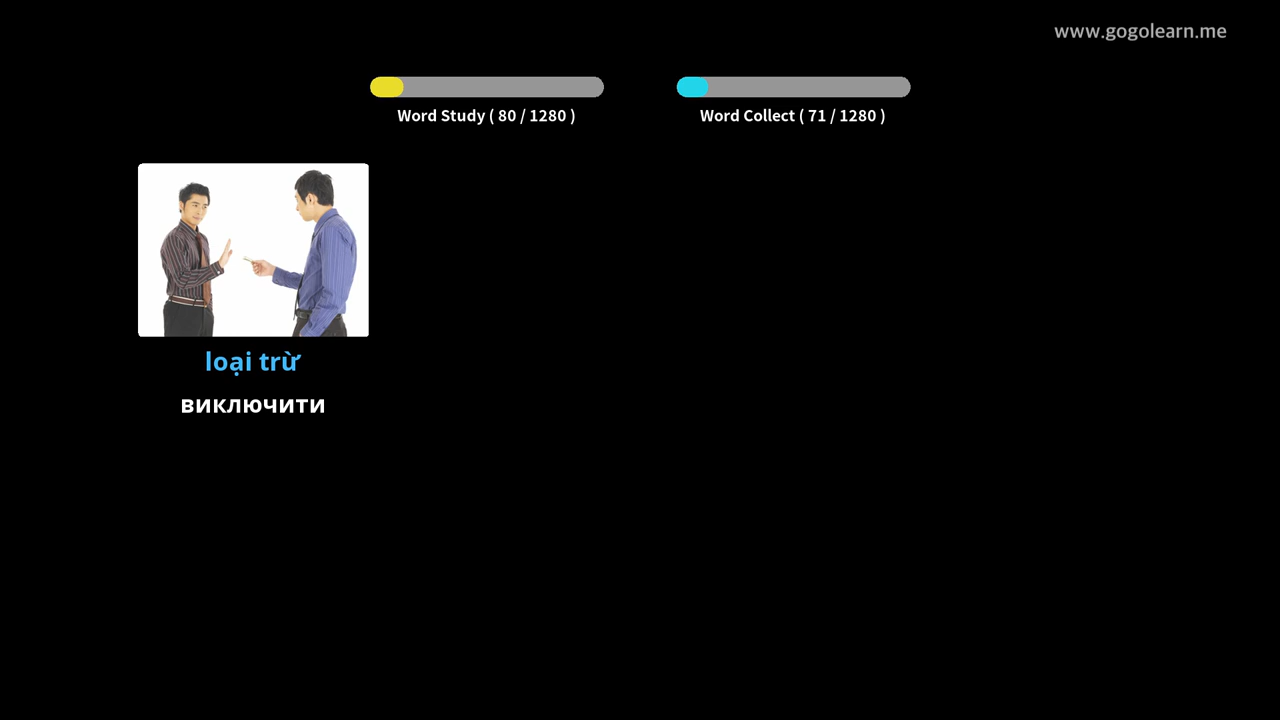 www.gogolearn.me
Word Study ( 80 / 1280 )
Word Collect ( 71 / 1280 )
loại trừ
виключити